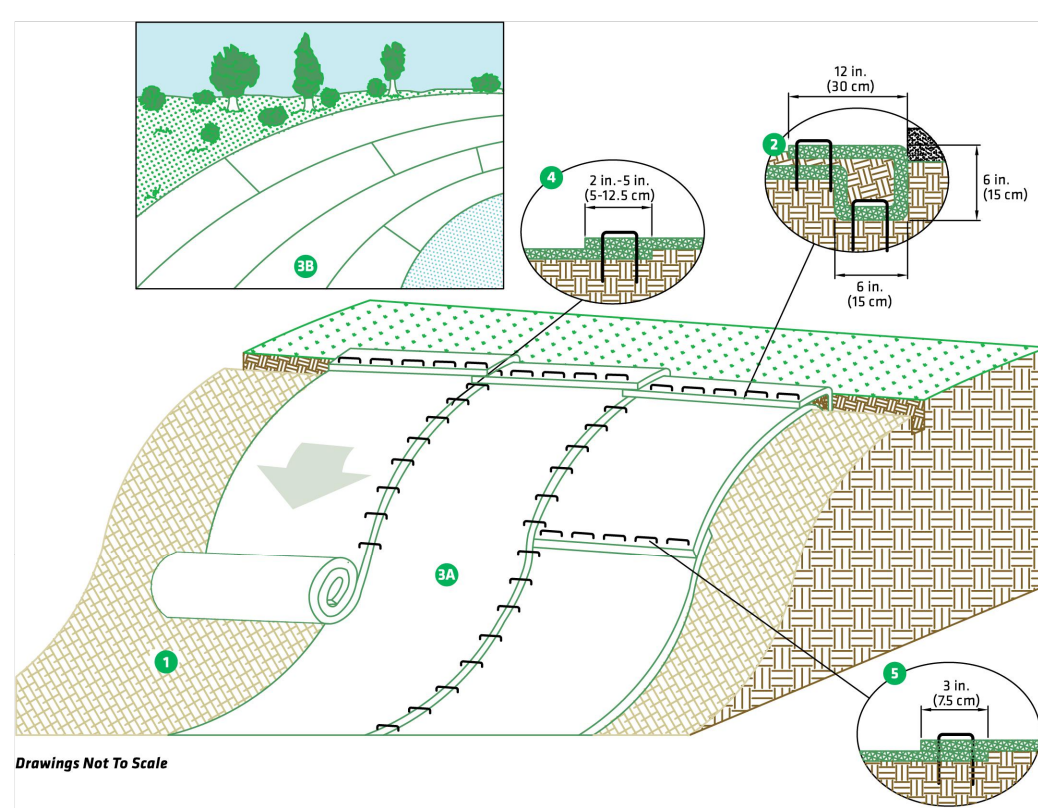 12 in.
(30 cm)
2
6 in.
(15 cm)
6 in.
(15 cm)
4
2 in.-5 in.
(5-12.5 cm)
3B
3A
1
5
3 in.
(7.5 cm)
Drawings Not To Scale